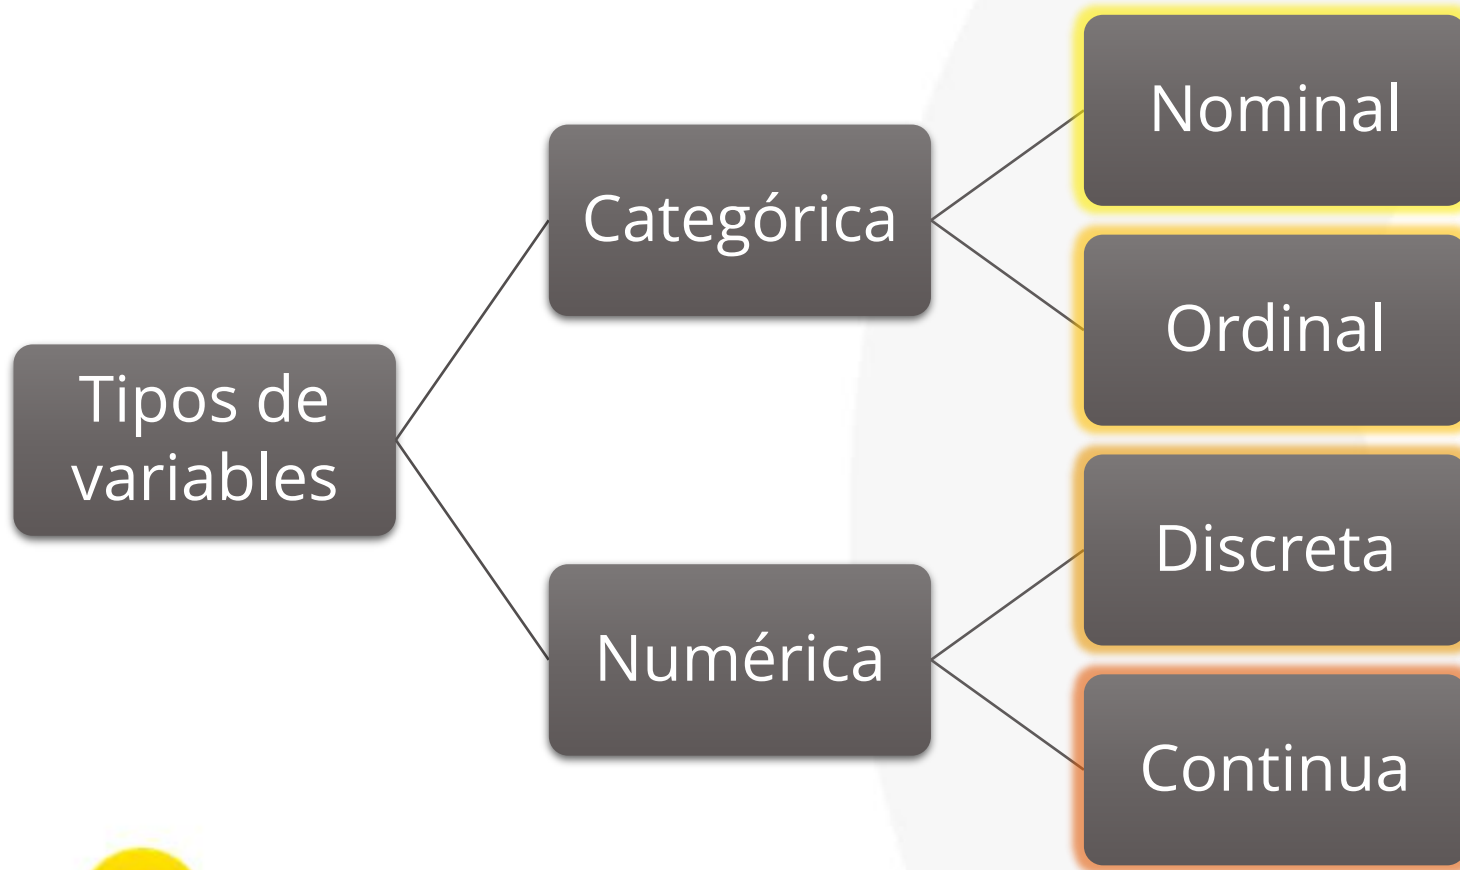 Tipos de
variables
Categórica
Nominal
Ordinal
Numérica
Discreta
Continua